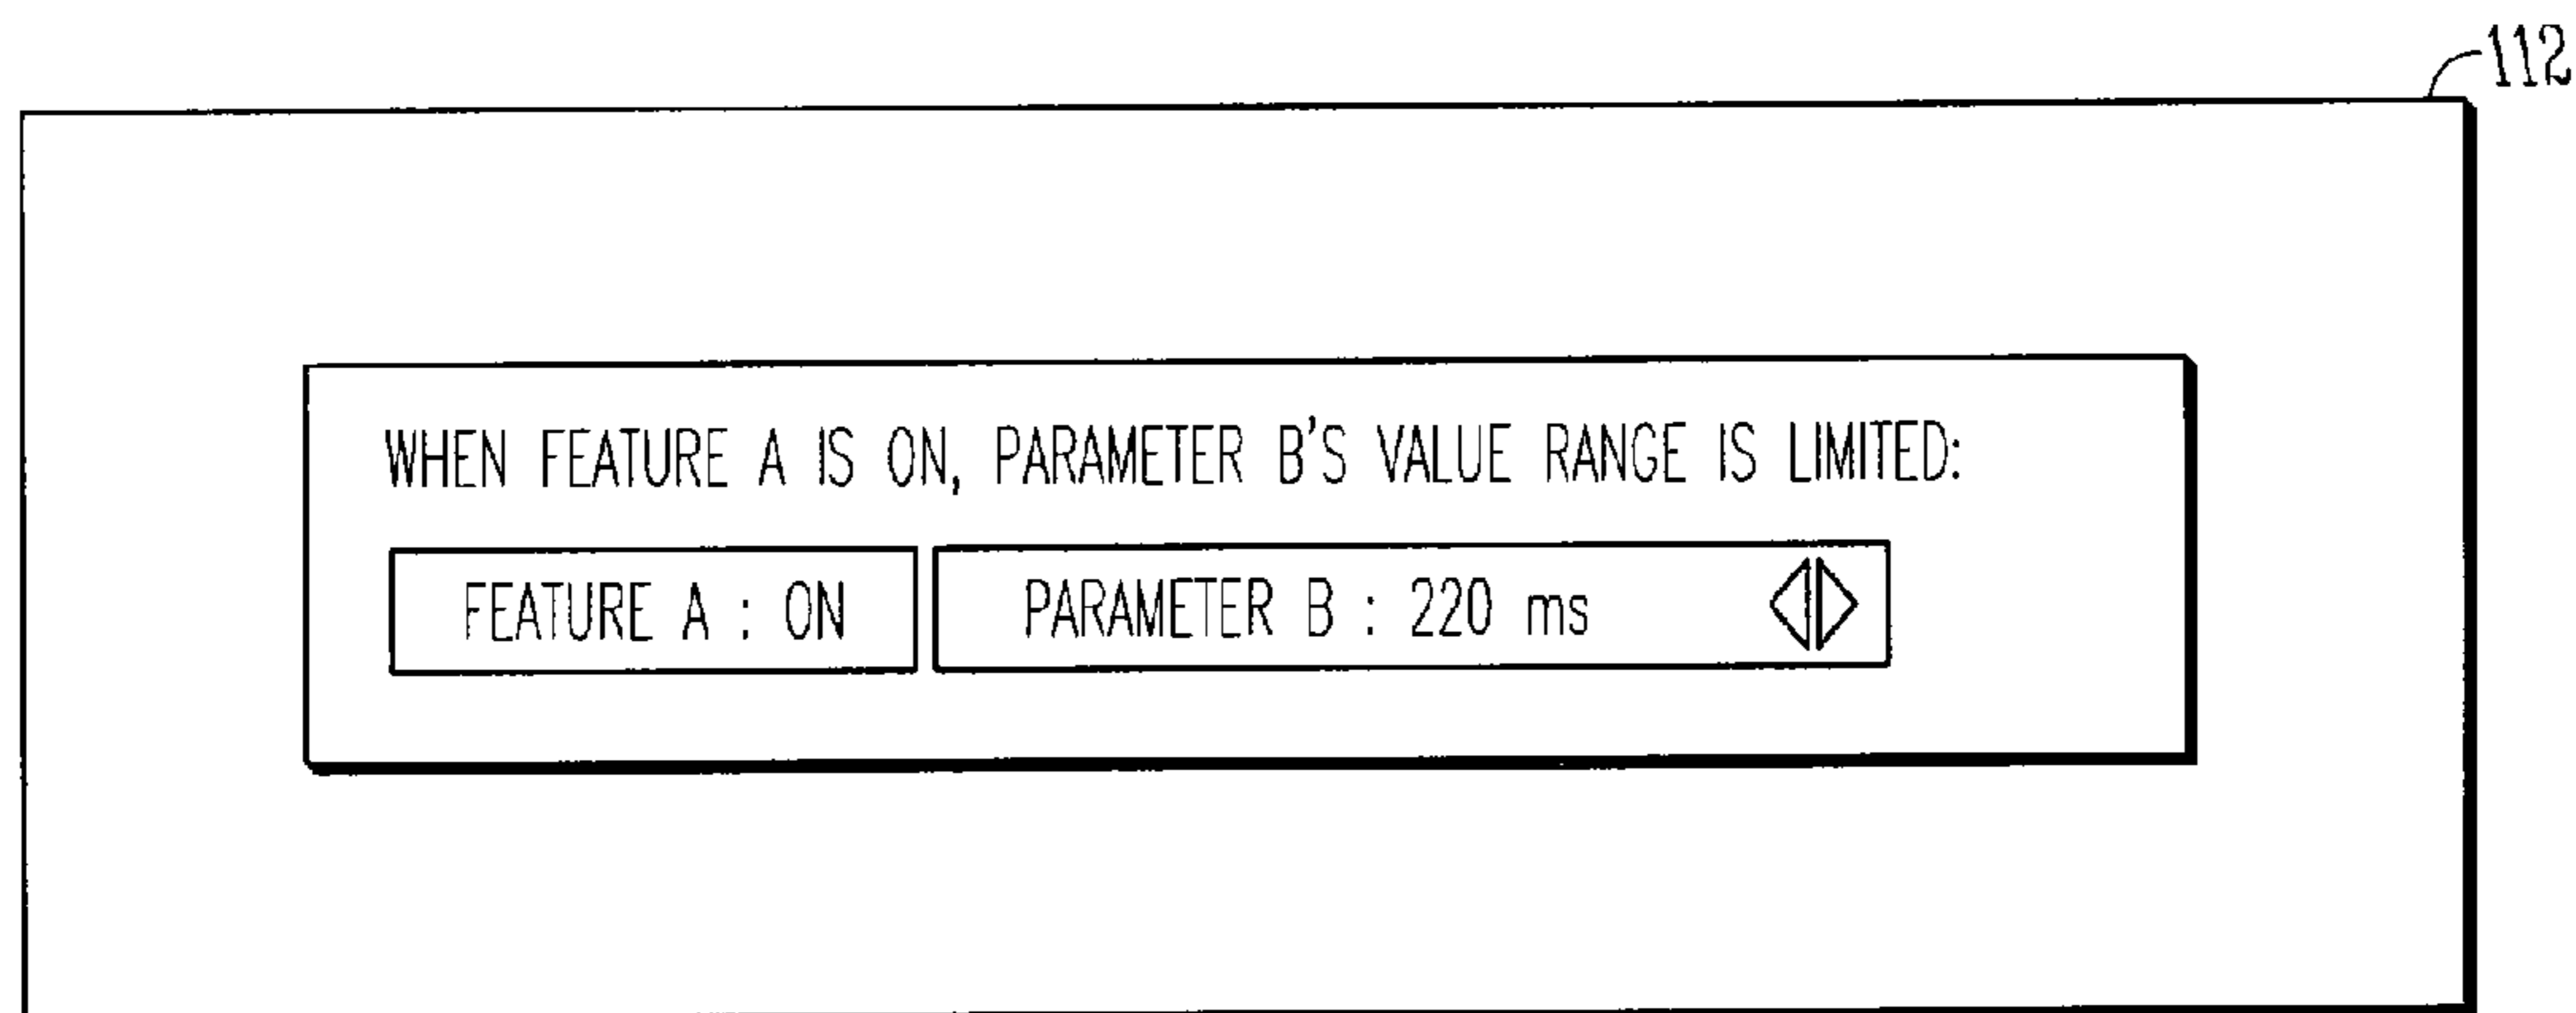 112
WHEN FEATURE A IS ON, PARAMETER B'S VALUE RANGE IS LIMITED:
FEATURE A : ON
PARAMETER B : 220 ms